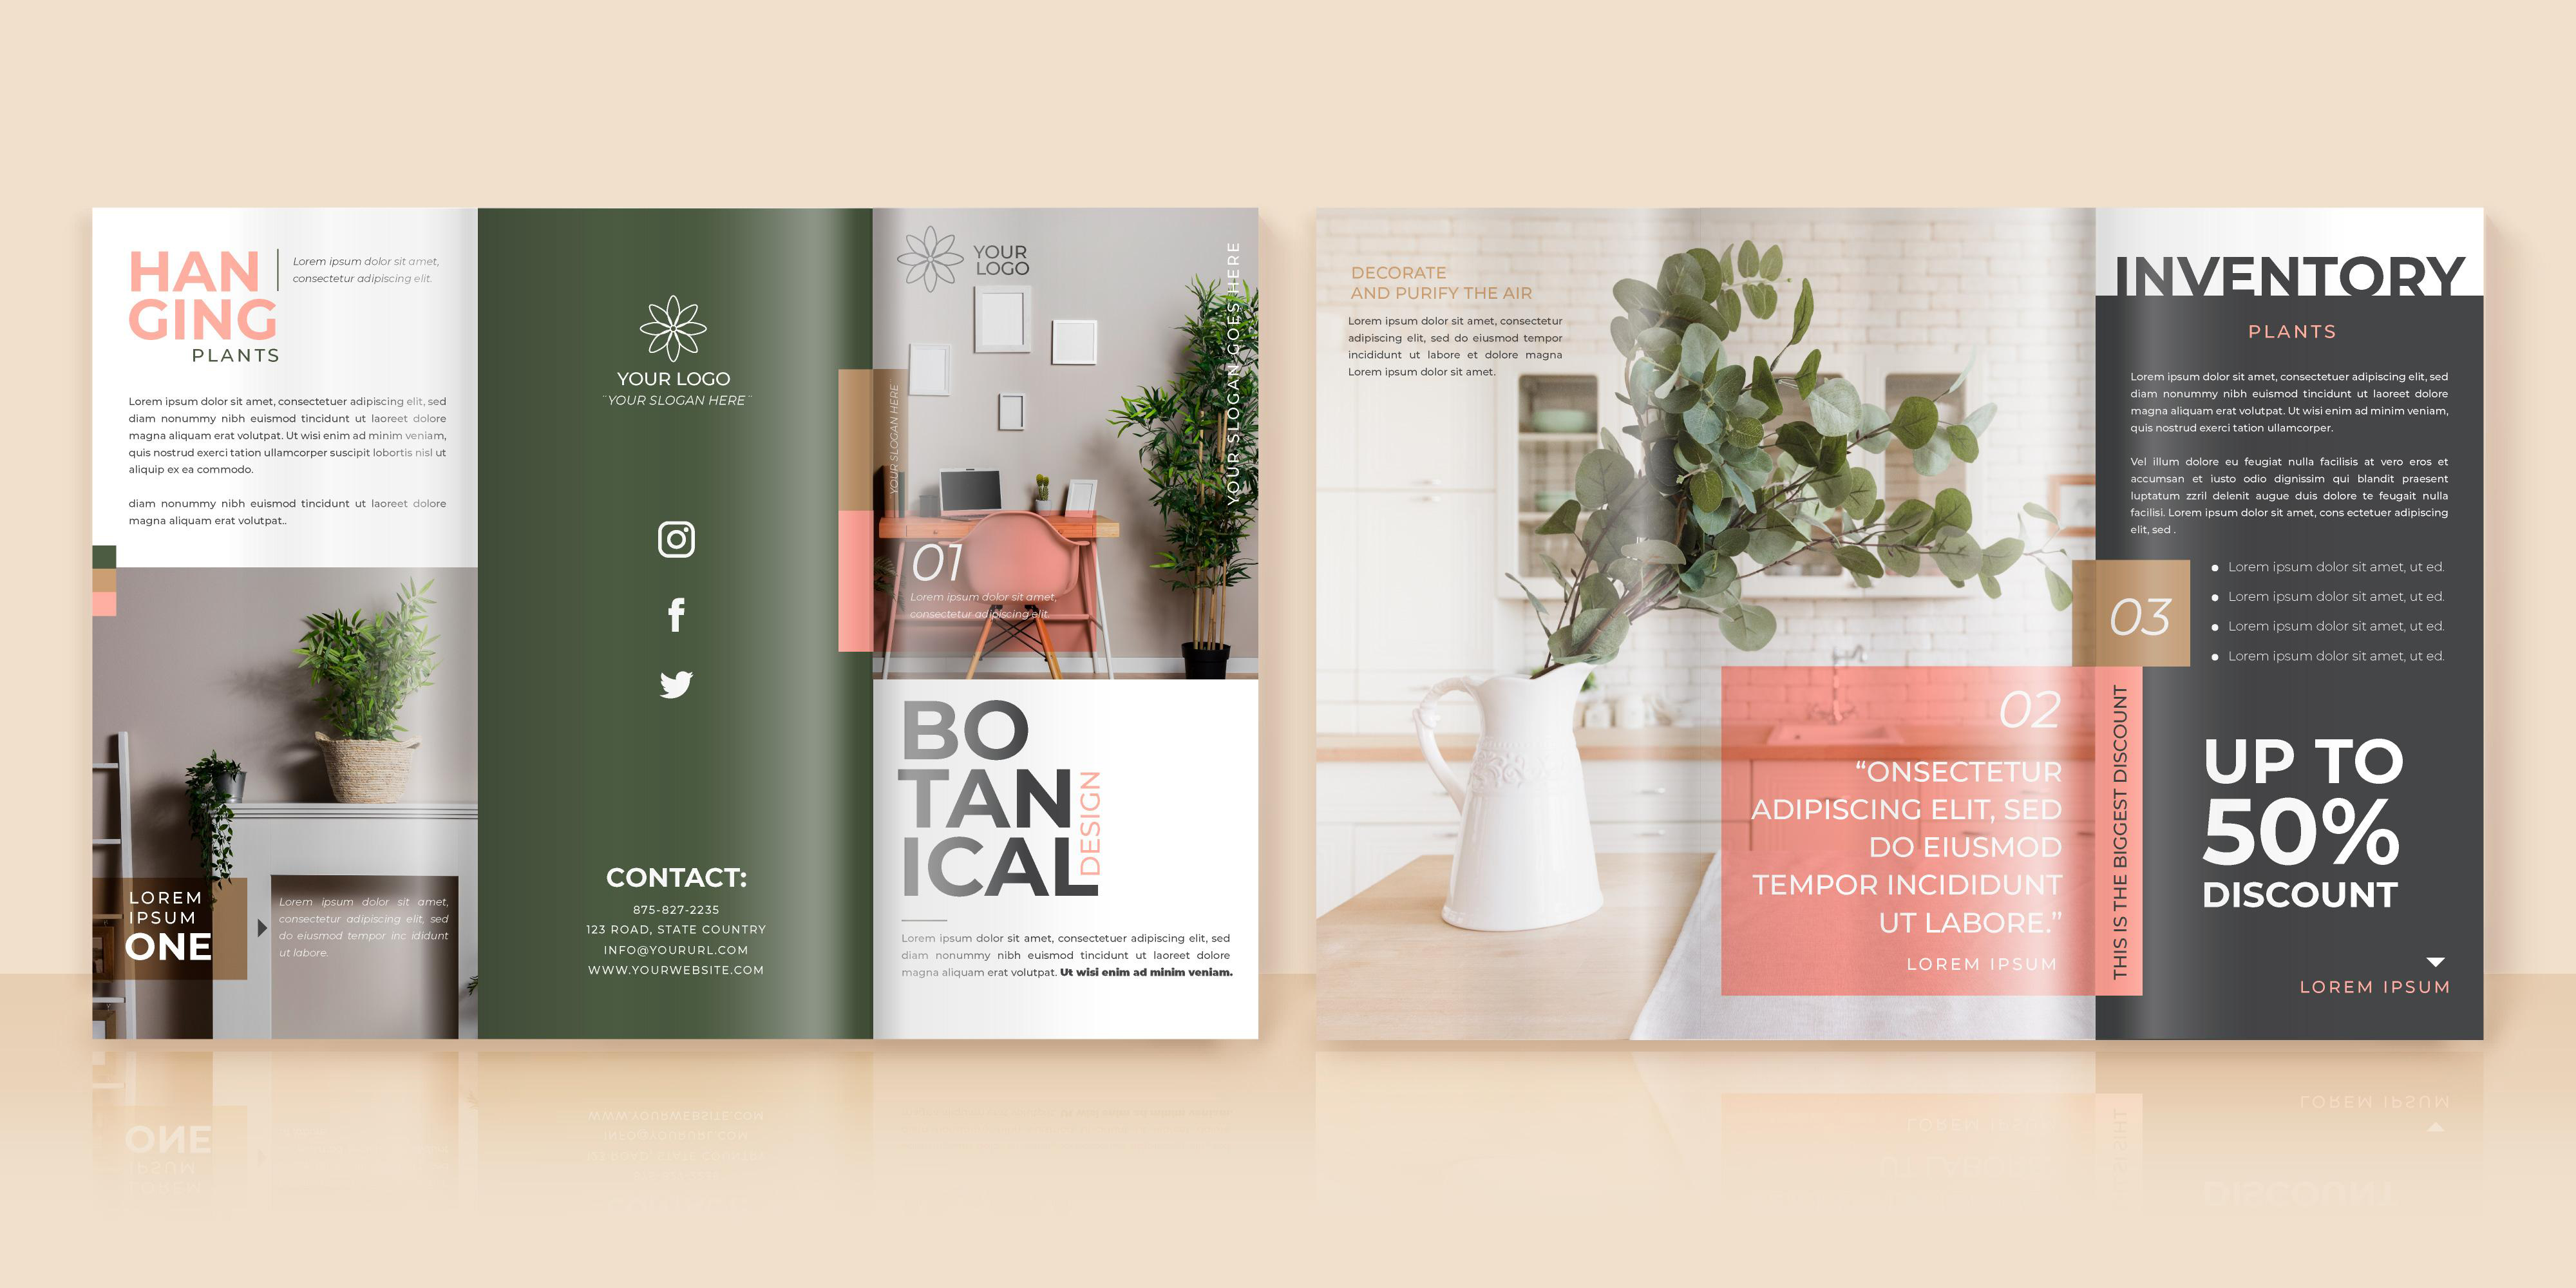 HAN
GING
PLANTS
Lorem ipsum dolor sit amet,
consectetur adipiscing elit.
Lorem ipsum dolor sit amet, consectetuer adipiscing elit, sed
diam nonummy nibh euismod tincidunt ut laoreet dolore
magna aliquam erat volutpat. Ut wisi enim ad minim veniam,
quis nostrud exerci tation ullamcorper suscipit lobortis nisl ut
aliquip ex ea commodo.
diam nonummy nibh euismod tincidunt ut laoreet dolore
magna aliquam erat volutpat..
LOREM
IPSUM
ONE
Lorem ipsum dolor sit amet,
consectetur adipiscing elit, sed
do eiusmod tempor inc ididunt
ut labore.
YOUR LOGO
¨YOUR SLOGAN HERE¨
CONTACT:
875-827-2235
123 ROAD, STATE COUNTRY
INFO@YOURURL.COM
WWW.YOURWEBSITE.COM
YOUR
LOGO
YOUR SLOGAN GOES HERE
YOUR SLOGAN HERE
01
Lorem ipsum dolor sit amet,
consectetur adipiscing elit.
BO
TAN
ICAL
DESIGN
Lorem ipsum dolor sit amet, consectetuer adipiscing elit, sed
diam nonummy nibh euismod tincidunt ut laoreet dolore
magna aliquam erat volutpat. Ut wisi enim ad minim veniam.
DECORATE
AND PURIFY THE AIR
Lorem ipsum dolor sit amet, consectetur
adipiscing elit, sed do eiusmod tempor
incididunt ut labore et dolore magna
Lorem ipsum dolor sit amet.
02
“ONSECTETUR
ADIPISCING ELIT, SED
DO EIUSMOD
TEMPOR INCIDIDUNT
UT LABORE.”
LOREM IPSUM
THIS IS THE BIGGEST DISCOUNT
INVENTORY
PLANTS
Lorem ipsum dolor sit amet, consectetuer adipiscing elit, sed
diam nonummy nibh euismod tincidunt ut laoreet dolore
magna aliquam erat volutpat. Ut wisi enim ad minim veniam,
quis nostrud exerci tation ullamcorper.
Vel illum dolore eu feugiat nulla facilisis at vero eros et
accumsan et iusto odio dignissim qui blandit praesent
luptatum zzril delenit augue duis dolore te feugait nulla
facilisi. Lorem ipsum dolor sit amet, cons ectetuer adipiscing
elit, sed .
03
• Lorem ipsum dolor sit amet, ut ed.
• Lorem ipsum dolor sit amet, ut ed.
• Lorem ipsum dolor sit amet, ut ed.
• Lorem ipsum dolor sit amet, ut ed.
UP TO
50%
DISCOUNT
LOREM IPSUM